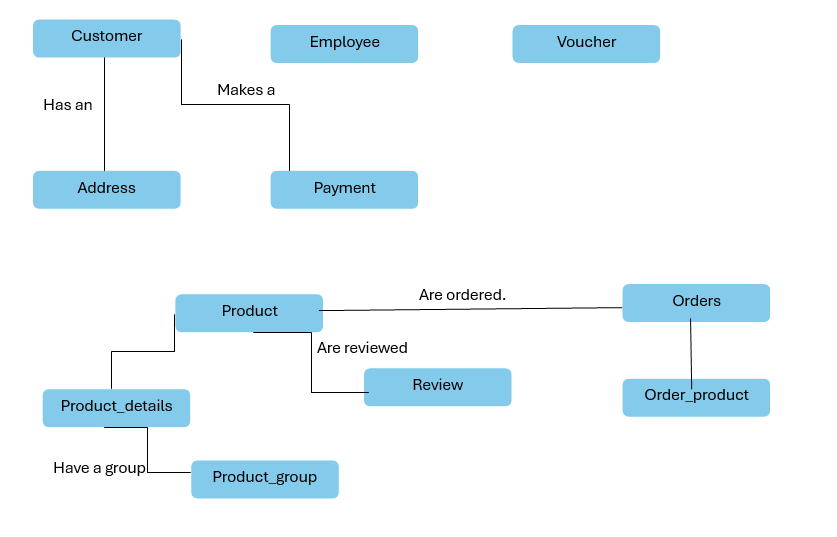 Customer
Employee
Voucher
Makes a
Has an
Address
Payment
Are ordered.
Orders
Product
Are reviewed
Review
Order_product
Product_details
Have a group
Product_group